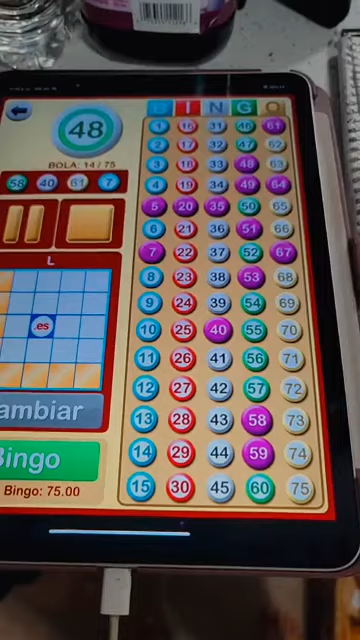 B I N G O
48
BOLA: 14 / 75
58 40 61 7
L
.es
ambiar
Bingo
Bingo: 75.00
1 16 31 46 61
2 17 32 47 62
3 18 33 48 63
4 19 34 49 64
5 20 35 50 65
6 21 36 51 66
7 22 37 52 67
8 23 38 53 68
9 24 39 54 69
10 25 40 55 70
11 26 41 56 71
12 27 42 57 72
13 28 43 58 73
14 29 44 59 74
15 30 45 60 75